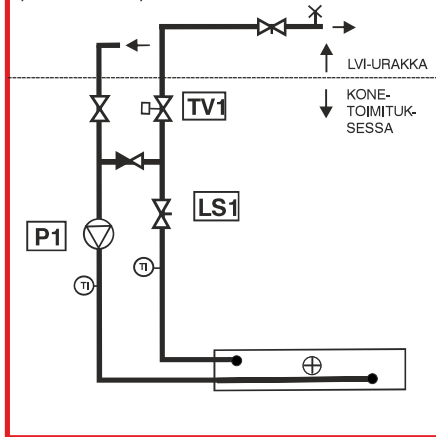 LVI-URAKKA
KONE-
TOIMITUK-
SESSA
TV1
LS1
P1
TI
TI